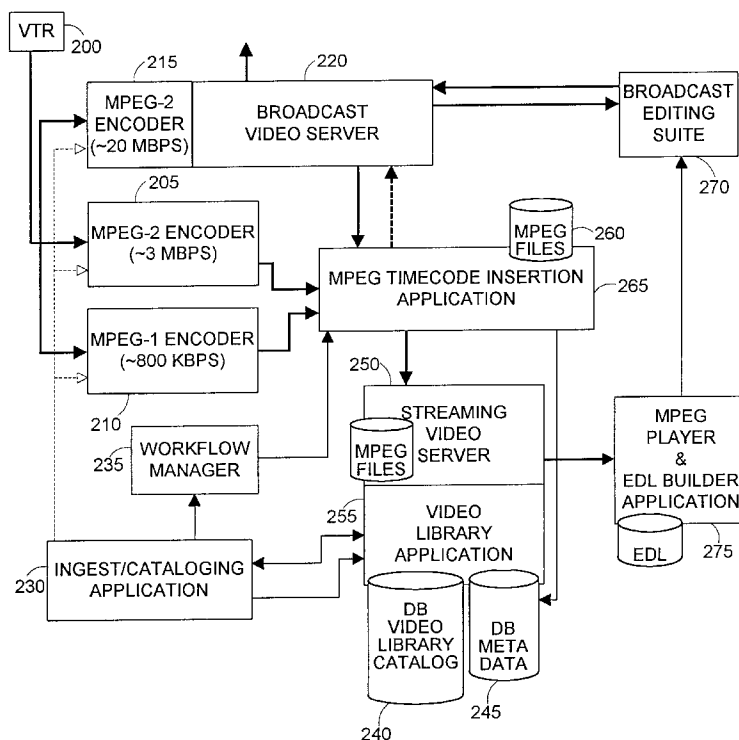 VTR
200
215
MPEG-2
ENCODER
(~20 MBPS)
220
BROADCAST
VIDEO SERVER
BROADCAST
EDITING
SUITE
270
205
MPEG-2 ENCODER
(~3 MBPS)
MPEG
FILES
260
MPEG TIMECODE INSERTION
APPLICATION
265
MPEG-1 ENCODER
(~800 KBPS)
210
250
STREAMING
VIDEO
SERVER
MPEG
FILES
235
WORKFLOW
MANAGER
MPEG
PLAYER
&
EDL BUILDER
APPLICATION
EDL
275
255
VIDEO
LIBRARY
APPLICATION
230
INGEST/CATALOGING
APPLICATION
DB
VIDEO
LIBRARY
CATALOG
240
DB
META
DATA
245